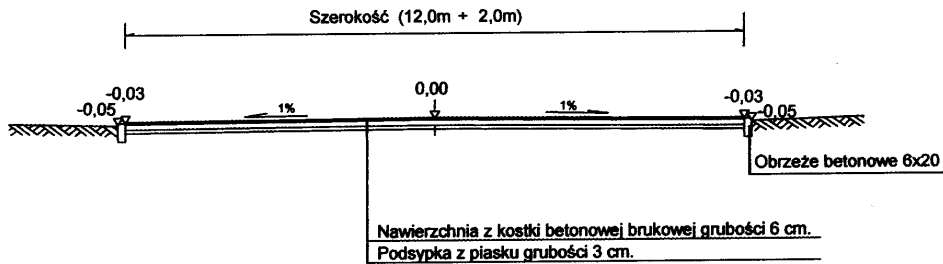 Szerokość (12,0m ÷ 2,0m)
-0,03 0,00 -0,03
-0,05 1% 1% -0,05
Obrzeże betonowe 6x20
Nawierzchnia z kostki betonowej brukowej grubości 6 cm.
Podsypka z piasku grubości 3 cm.